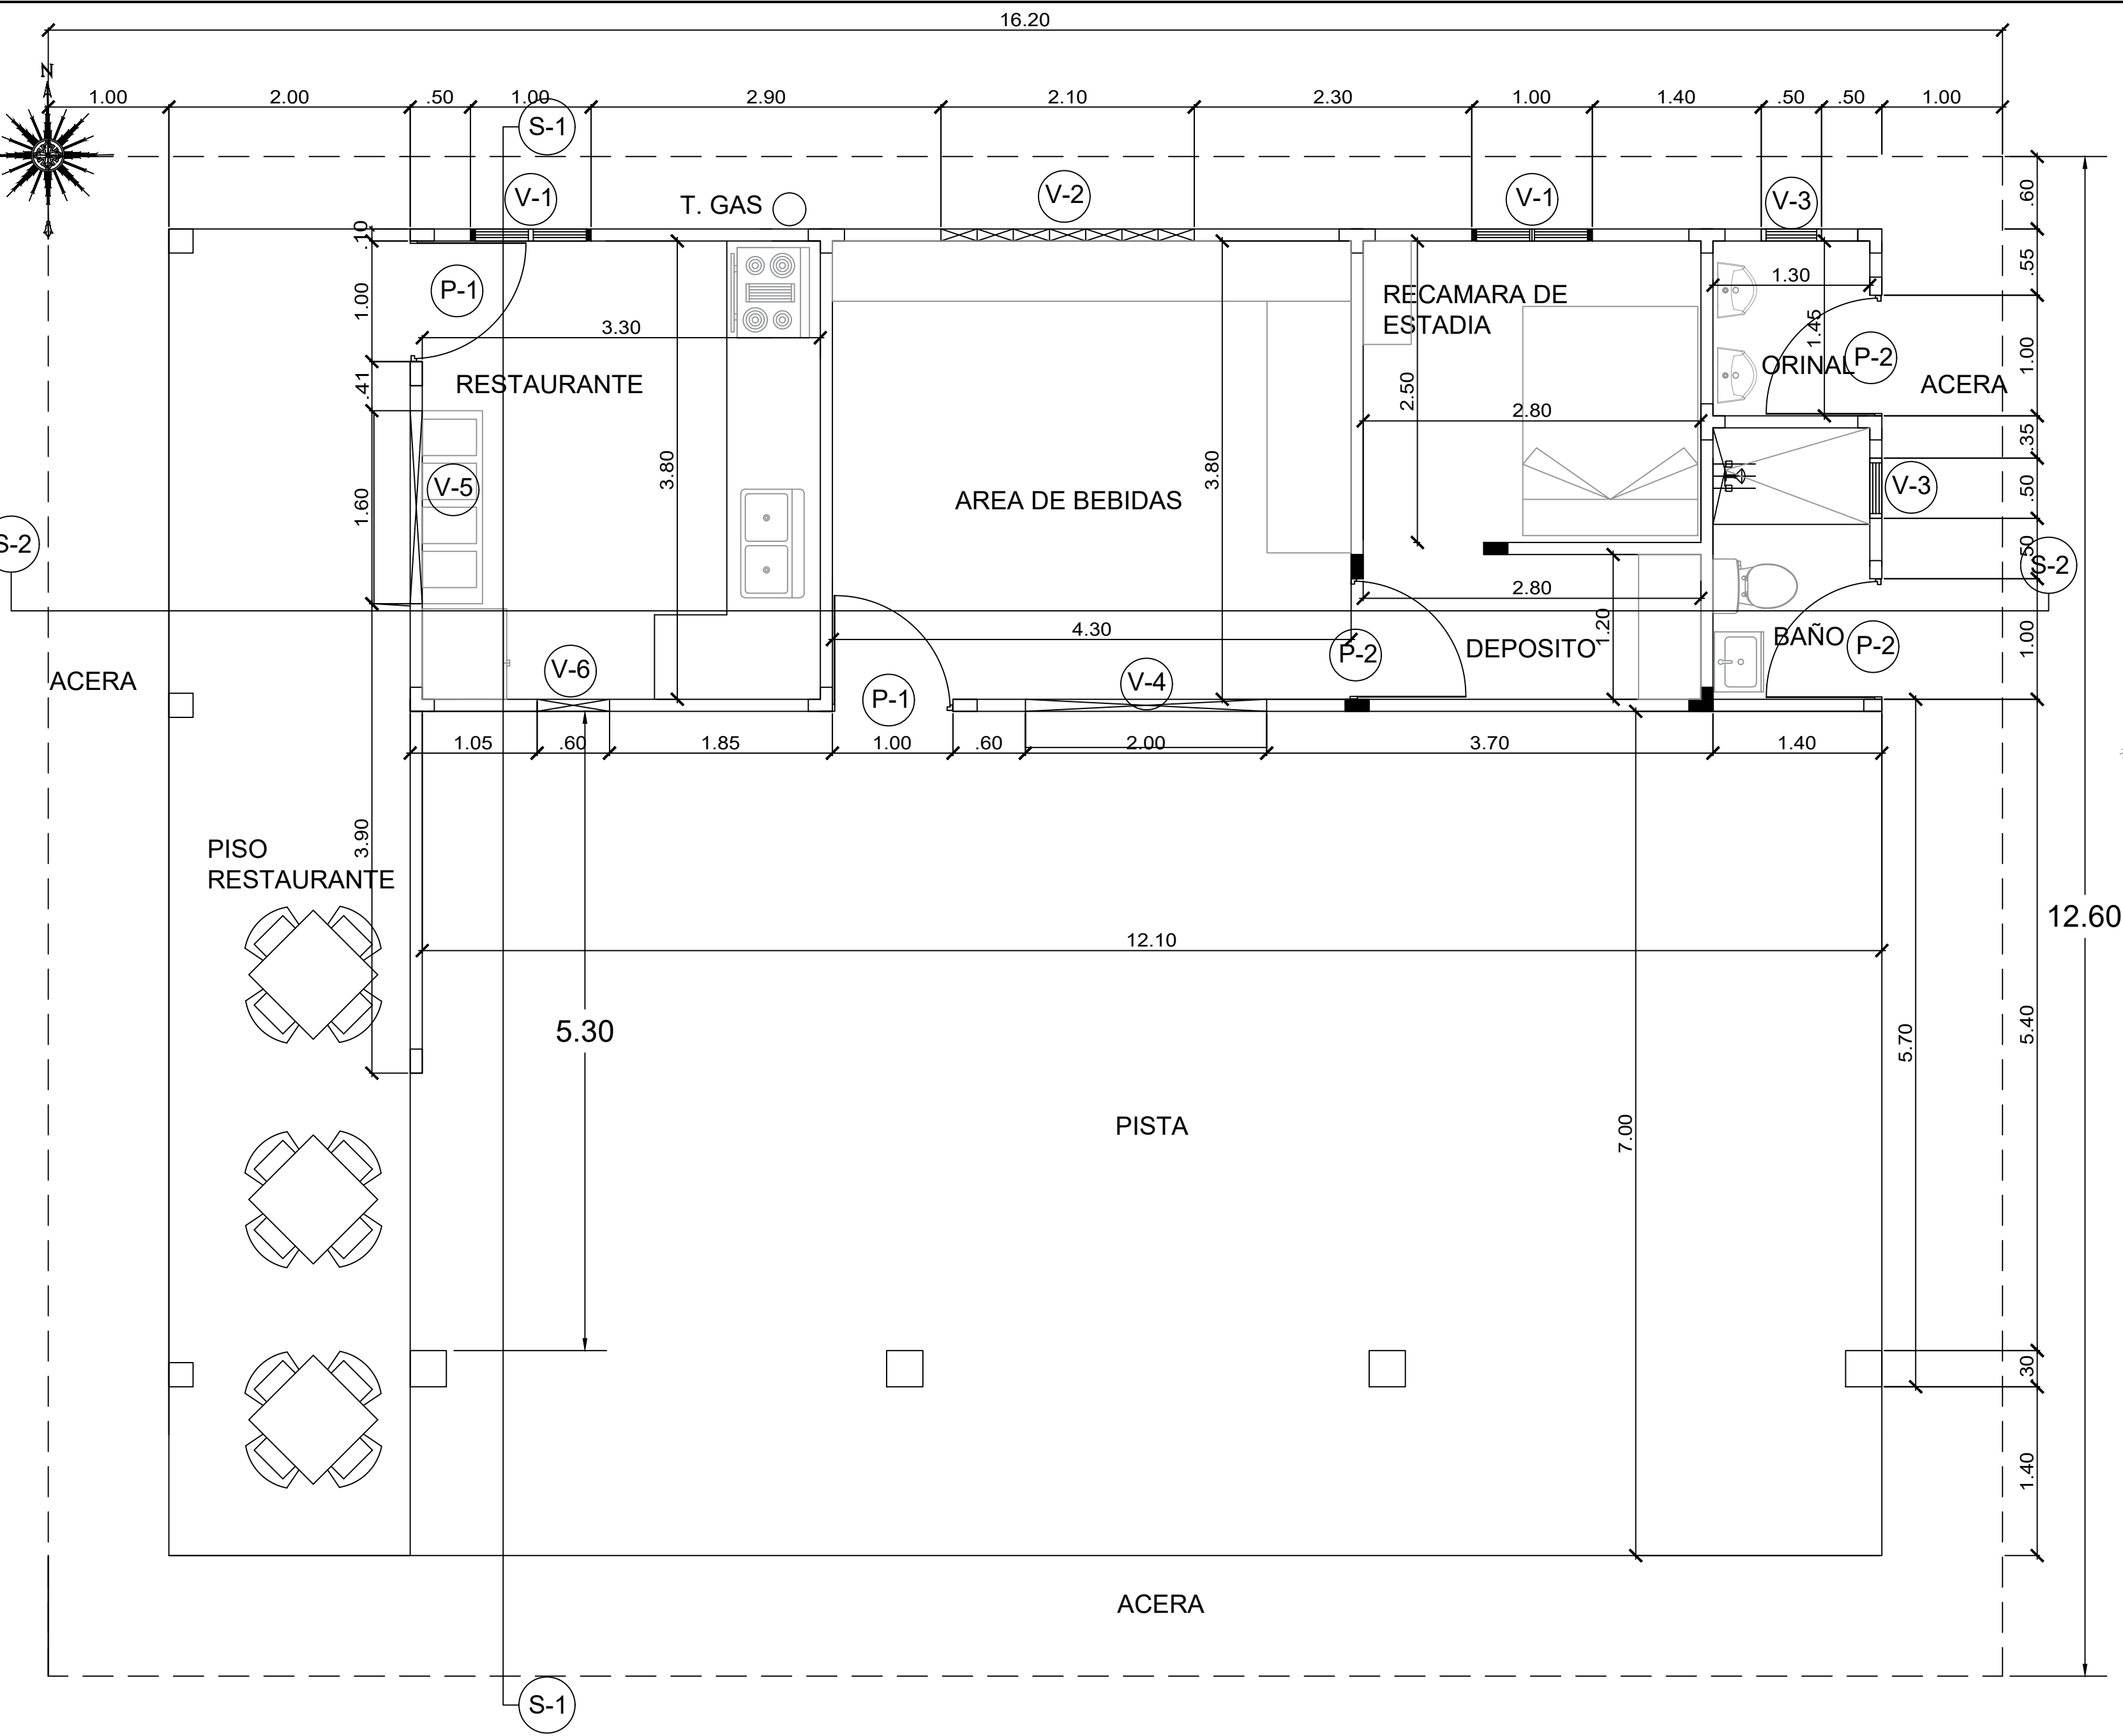 16.20
N
1.00
2.00
.50
1.00
2.90
2.10
2.30
1.00
1.40
.50
.50
1.00
S-1
V-1
T. GAS
V-2
V-1
V-3
.60
.10
1.00
P-1
3.30
RESTAURANTE
.41
1.60
V-5
3.80
AREA DE BEBIDAS
3.80
RECAMARA DE
ESTADIA
2.50
2.80
1.30
1.45
ORINAL
P-2
ACERA
.55
1.00
.35
V-3
.50
.50
S-2
S-2
2.80
1.20
4.30
P-2
DEPOSITO
BAÑO
P-2
1.00
ACERA
V-6
P-1
V-4
1.05
.60
1.85
1.00
.60
2.00
3.70
1.40
PISO
RESTAURANTE
3.90
12.10
12.60
5.30
5.70
5.40
PISTA
7.00
.30
1.40
ACERA
S-1